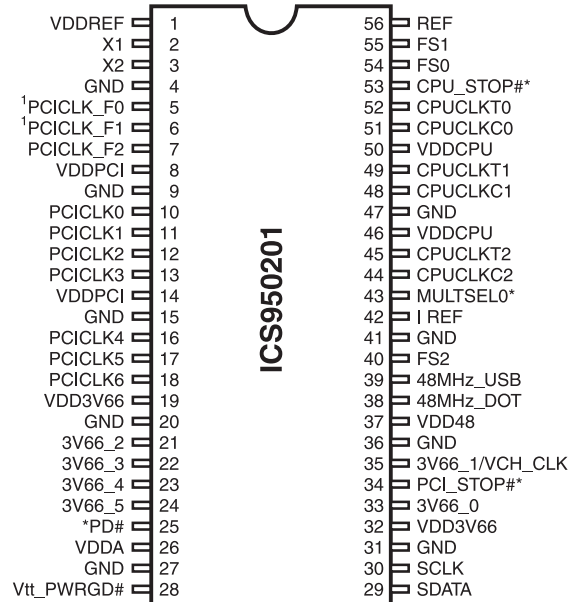 VDDREF 1 56 REF
X1 2 55 FS1
X2 3 54 FS0
GND 4 53 CPU_STOP#*
¹PCICLK_F0 5 52 CPUCLKT0
¹PCICLK_F1 6 51 CPUCLKC0
PCICLK_F2 7 50 VDDCPU
VDDPCI 8 49 CPUCLKT1
GND 9 48 CPUCLKC1
PCICLK0 10 47 GND
PCICLK1 11 46 VDDCPU
PCICLK2 12 45 CPUCLKT2
PCICLK3 13 44 CPUCLKC2
VDDPCI 14 43 MULTSEL0*
GND 15 42 I REF
PCICLK4 16 41 GND
PCICLK5 17 40 FS2
PCICLK6 18 39 48MHz_USB
VDD3V66 19 38 48MHz_DOT
GND 20 37 VDD48
3V66_2 21 36 GND
3V66_3 22 35 3V66_1/VCH_CLK
3V66_4 23 34 PCI_STOP#*
3V66_5 24 33 3V66_0
*PD# 25 32 VDD3V66
VDDA 26 31 GND
GND 27 30 SCLK
Vtt_PWRGD# 28 29 SDATA
ICS950201